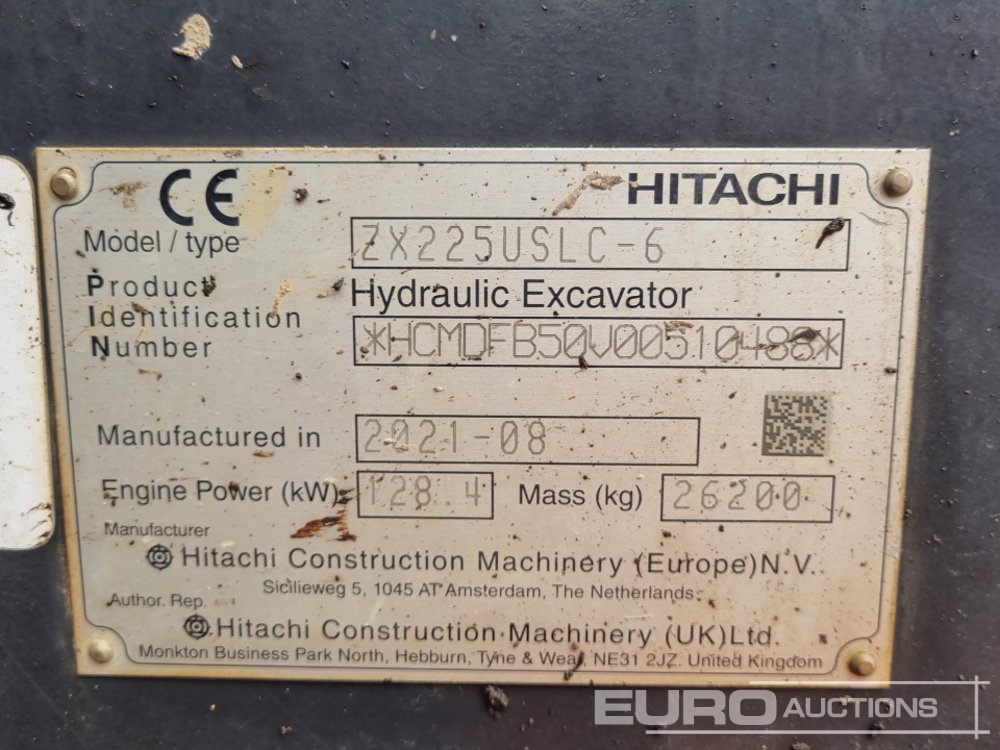 CE HITACHI
Model / type ZX225USLC-6
Product Hydraulic Excavator
Identification
Number *HCMDFB50V00510488*
Manufactured in 2021-08
Engine Power (kW) 128.4 Mass (kg) 26200
Manufacturer
Hitachi Construction Machinery (Europe) N.V.
Sicilieweg 5, 1045 AT Amsterdam, The Netherlands
Author. Rep.
Hitachi Construction Machinery (UK) Ltd.
Monkton Business Park North, Hebburn, Tyne & Wear, NE31 2JZ. United Kingdom
EURO AUCTIONS